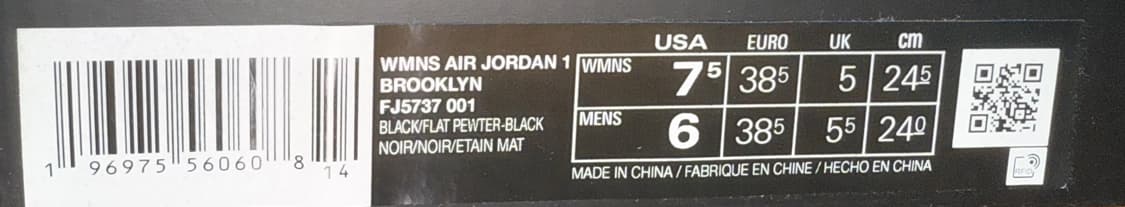 WMNS AIR JORDAN 1
BROOKLYN
FJ5737 001
BLACK/FLAT PEWTER-BLACK
NOIR/NOIR/ETAIN MAT
USA EURO UK cm
WMNS 7⁵ 38⁵ 5 24⁵
MENS 6 38⁵ 5⁵ 24⁰
MADE IN CHINA / FABRIQUE EN CHINE / HECHO EN CHINA
1 96975 56060 8 14
RFID